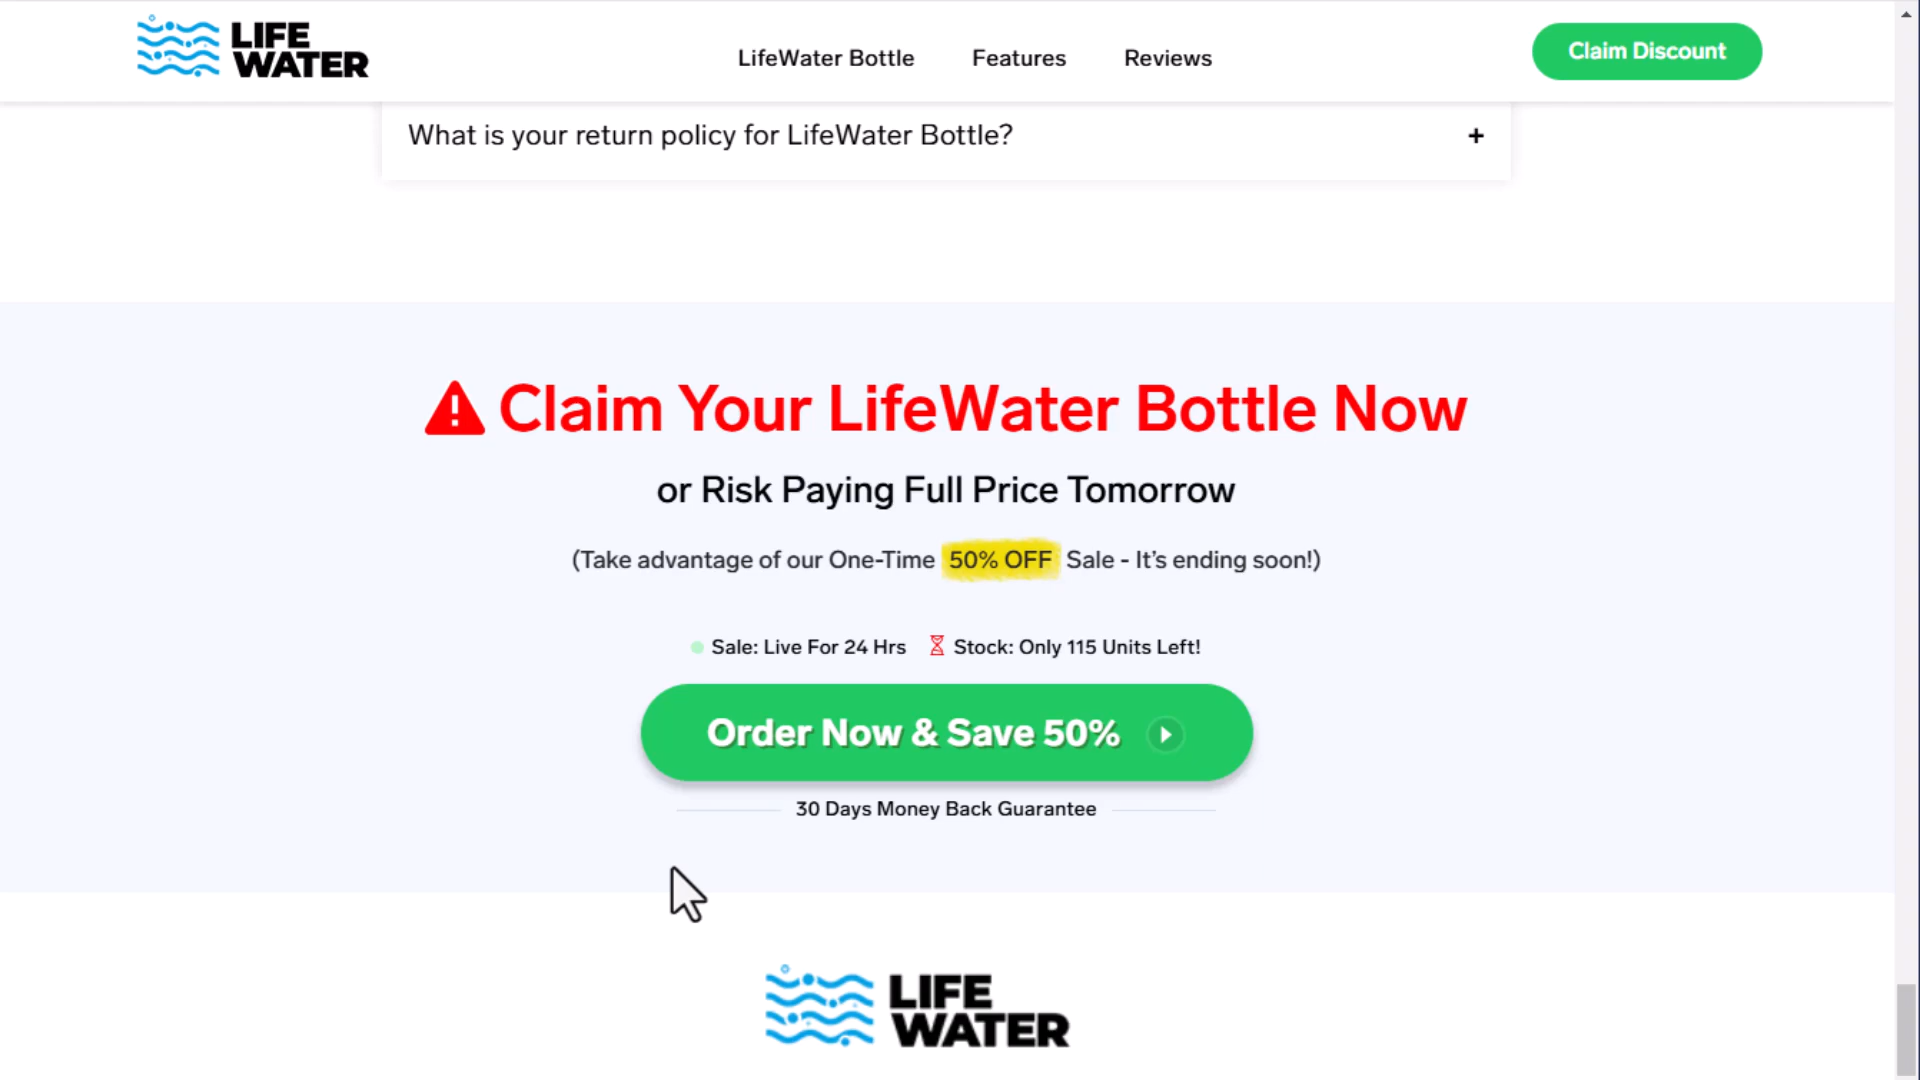 LIFE
WATER
LifeWater Bottle
Features
Reviews
Claim Discount
What is your return policy for LifeWater Bottle?
+
Claim Your LifeWater Bottle Now
or Risk Paying Full Price Tomorrow
(Take advantage of our One-Time 50% OFF Sale - It’s ending soon!)
Sale: Live For 24 Hrs
Stock: Only 115 Units Left!
Order Now & Save 50%
30 Days Money Back Guarantee
LIFE
WATER